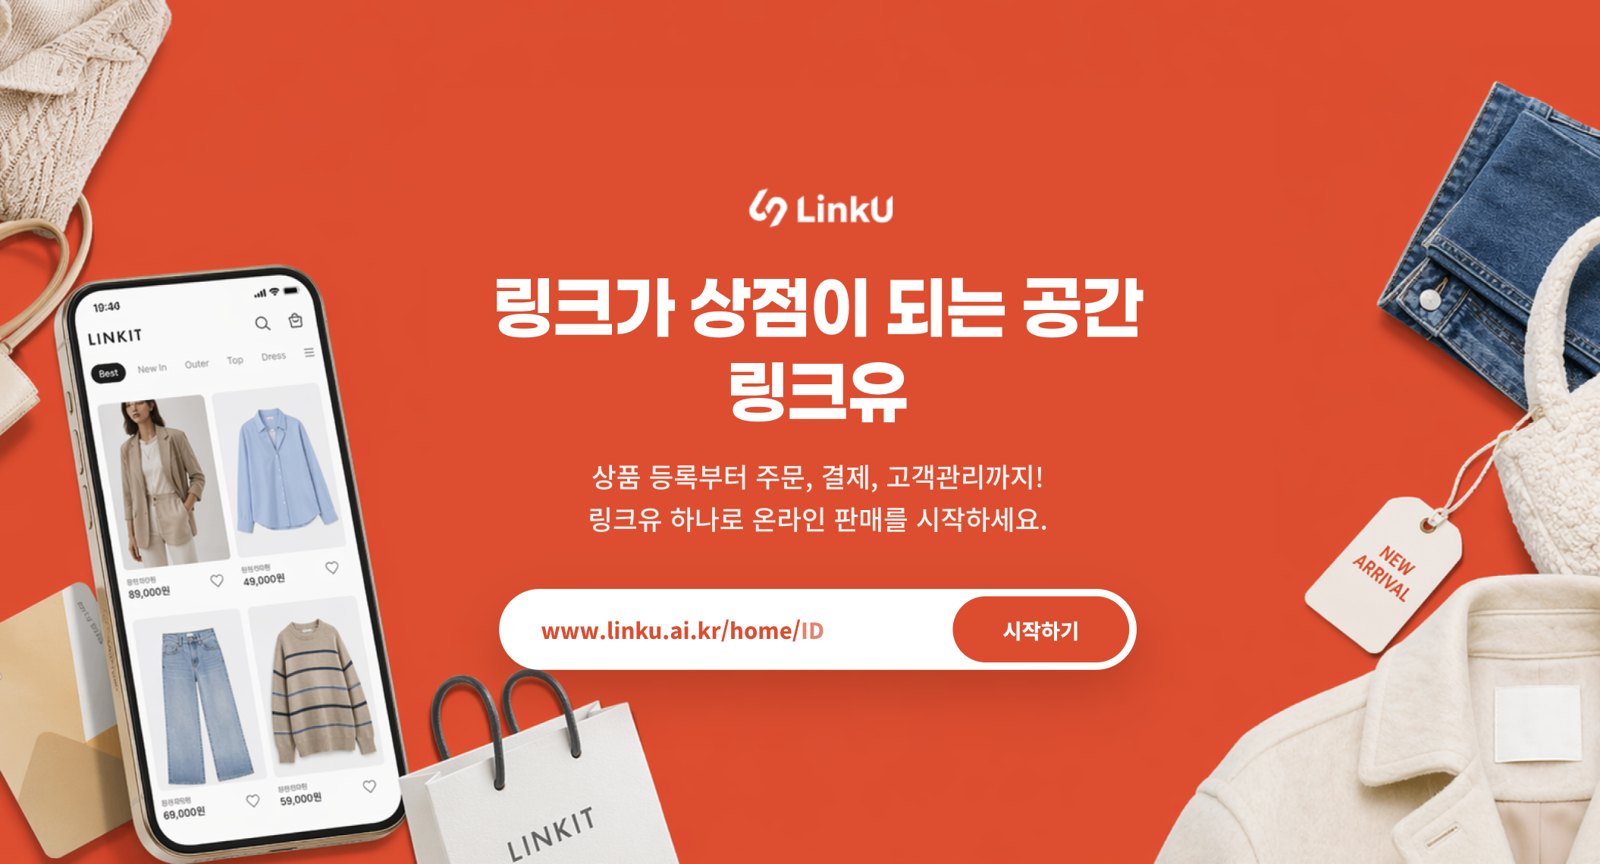 LinkU
링크가 상점이 되는 공간
링크유
상품 등록부터 주문, 결제, 고객관리까지!
링크유 하나로 온라인 판매를 시작하세요.
www.linku.ai.kr/home/ID
시작하기
19:46
LINKIT
Best New In Outer Top Dress
89,000원
49,000원
69,000원
59,000원
LINKIT
NEW
ARRIVAL